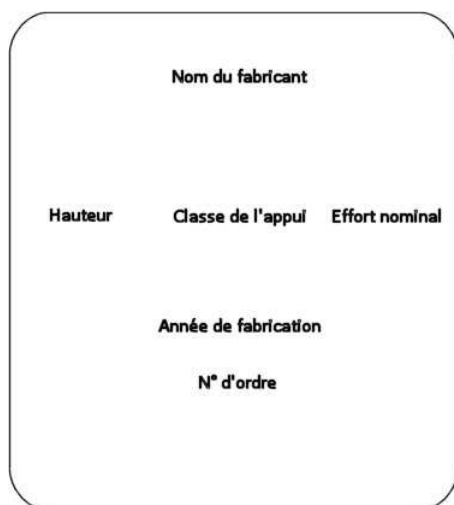 Nom du fabricant
Hauteur Classe de l'appui Effort nominal
Année de fabrication
N° d'ordre